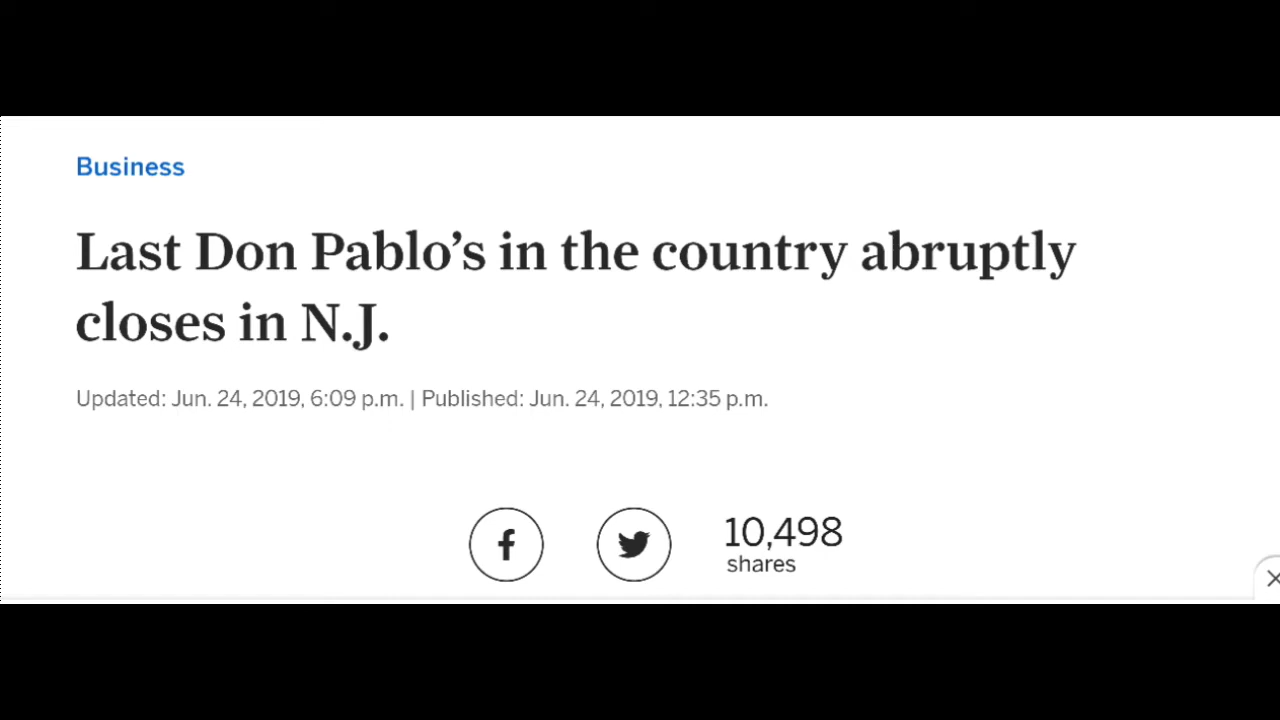 Business
Last Don Pablo’s in the country abruptly
closes in N.J.
Updated: Jun. 24, 2019, 6:09 p.m. | Published: Jun. 24, 2019, 12:35 p.m.
10,498
shares